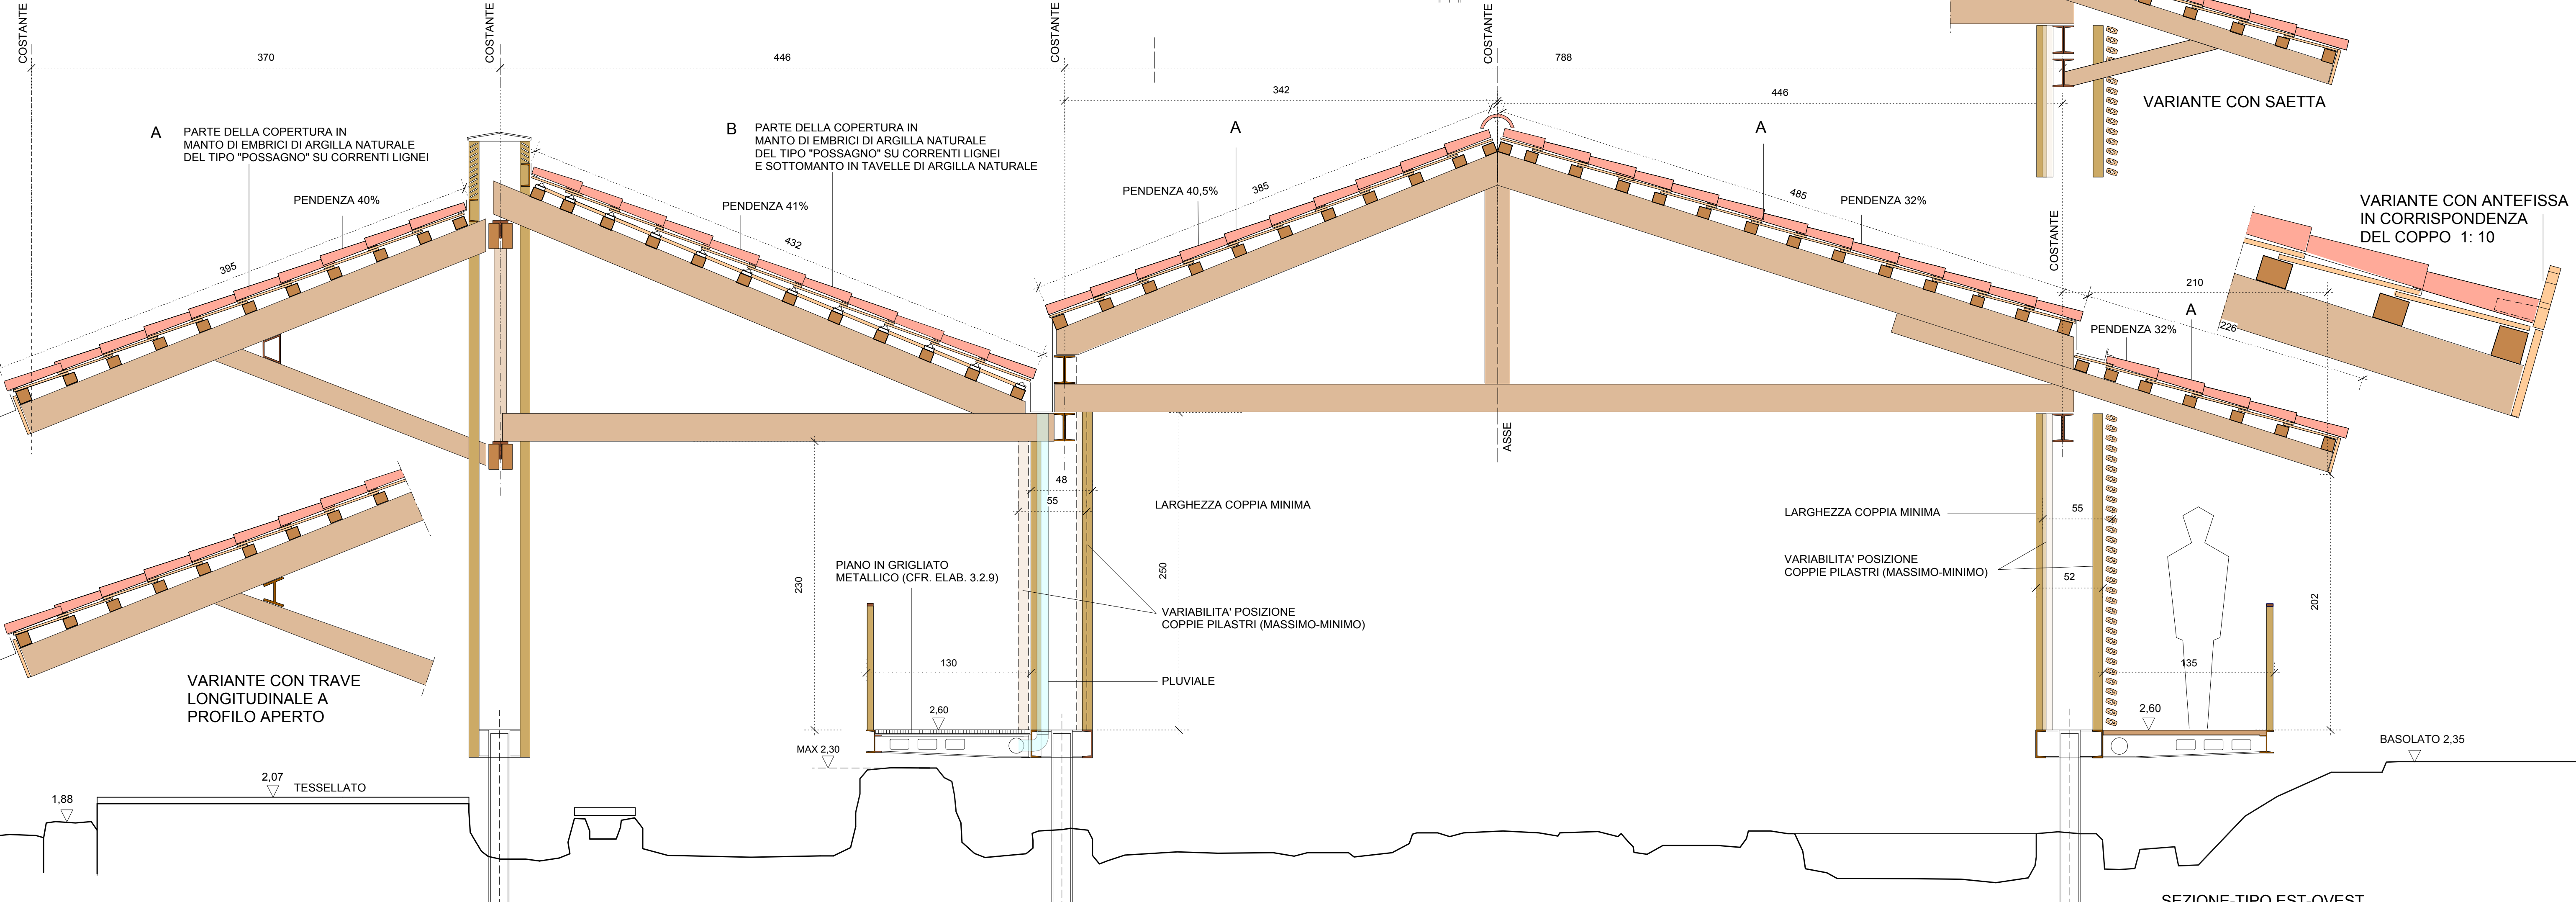 COSTANTE
COSTANTE
COSTANTE
COSTANTE
370
446
788
342
446
VARIANTE CON SAETTA
A
PARTE DELLA COPERTURA IN
MANTO DI EMBRICI DI ARGILLA NATURALE
DEL TIPO "POSSAGNO" SU CORRENTI LIGNEI
B
PARTE DELLA COPERTURA IN
MANTO DI EMBRICI DI ARGILLA NATURALE
DEL TIPO "POSSAGNO" SU CORRENTI LIGNEI
E SOTTOMANTO IN TAVELLE DI ARGILLA NATURALE
A
A
PENDENZA 40%
PENDENZA 41%
PENDENZA 40,5%
385
485
PENDENZA 32%
COSTANTE
VARIANTE CON ANTEFISSA
IN CORRISPONDENZA
DEL COPPO 1: 10
395
432
210
A
PENDENZA 32%
226
ASSE
48
55
LARGHEZZA COPPIA MINIMA
LARGHEZZA COPPIA MINIMA
55
PIANO IN GRIGLIATO
METALLICO (CFR. ELAB. 3.2.9)
230
250
VARIABILITA' POSIZIONE
COPPIE PILASTRI (MASSIMO-MINIMO)
VARIABILITA' POSIZIONE
COPPIE PILASTRI (MASSIMO-MINIMO)
52
202
130
135
PLUVIALE
VARIANTE CON TRAVE
LONGITUDINALE A
PROFILO APERTO
2,60
2,60
MAX 2,30
BASOLATO 2,35
2,07
TESSELLATO
1,88
SEZIONE-TIPO EST-OVEST